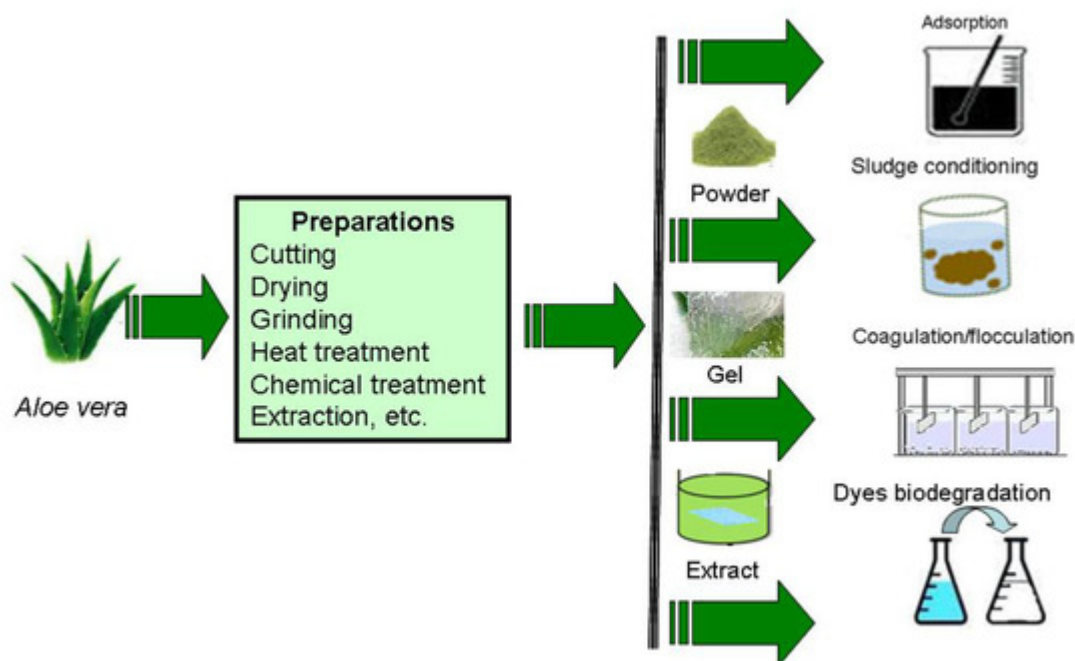 Adsorption
Powder
Sludge conditioning
Preparations
Cutting
Drying
Grinding
Heat treatment
Chemical treatment
Extraction, etc.
Aloe vera
Gel
Coagulation/flocculation
Extract
Dyes biodegradation